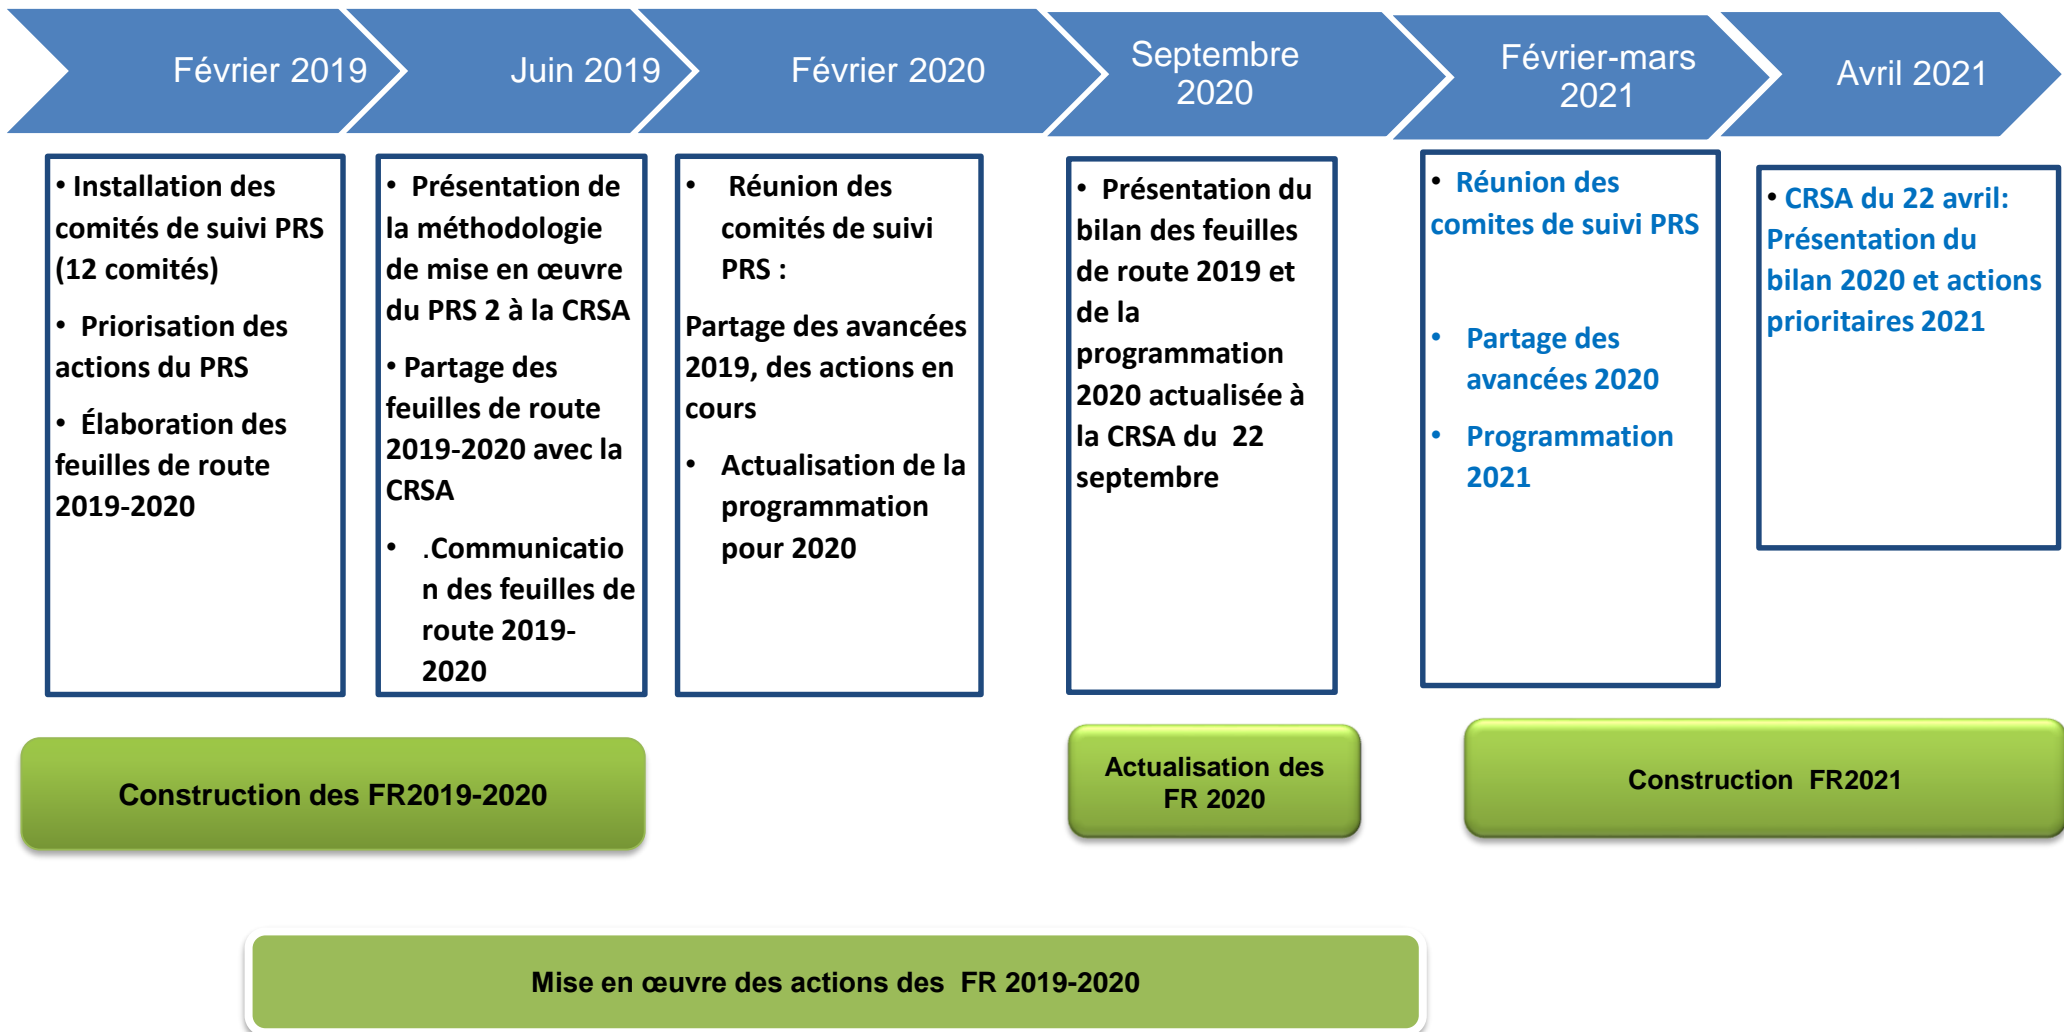 Février 2019
Juin 2019
Février 2020
Septembre
2020
Février-mars
2021
Avril 2021
• Installation des
comités de suivi PRS
(12 comités)
• Priorisation des
actions du PRS
• Élaboration des
feuilles de route
2019-2020
• Présentation de
la méthodologie
de mise en œuvre
du PRS 2 à la CRSA
• Partage des
feuilles de route
2019-2020 avec la
CRSA
• .Communicatio
n des feuilles de
route 2019-
2020
• Réunion des
comités de suivi
PRS :
Partage des avancées
2019, des actions en
cours
• Actualisation de la
programmation
pour 2020
• Présentation du
bilan des feuilles
de route 2019 et
de la
programmation
2020 actualisée à
la CRSA du 22
septembre
• Réunion des
comites de suivi PRS
• Partage des
avancées 2020
• Programmation
2021
• CRSA du 22 avril:
Présentation du
bilan 2020 et actions
prioritaires 2021
Construction des FR2019-2020
Actualisation des
FR 2020
Construction FR2021
Mise en œuvre des actions des FR 2019-2020